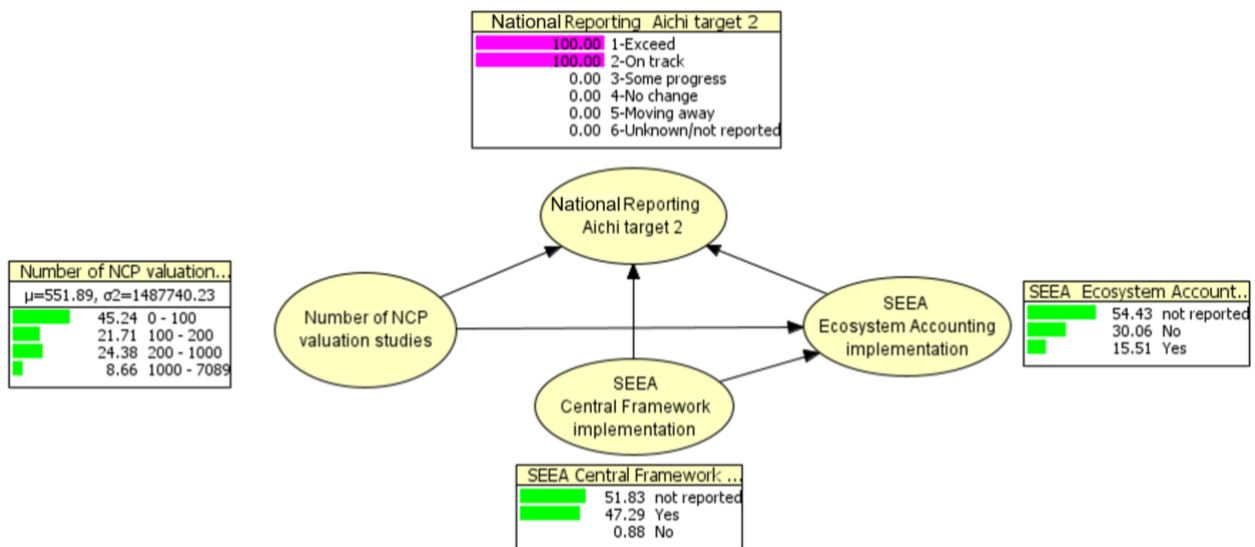 National Reporting Aichi target 2
100.00 1-Exceed
100.00 2-On track
0.00 3-Some progress
0.00 4-No change
0.00 5-Moving away
0.00 6-Unknown/not reported
National Reporting
Aichi target 2
Number of NCP valuation...
μ=551.89, σ2=1487740.23
45.24 0 - 100
21.71 100 - 200
24.38 200 - 1000
8.66 1000 - 7089
Number of NCP
valuation studies
SEEA
Ecosystem Accounting
implementation
SEEA Ecosystem Account...
54.43 not reported
30.06 No
15.51 Yes
SEEA
Central Framework
implementation
SEEA Central Framework ...
51.83 not reported
47.29 Yes
0.88 No